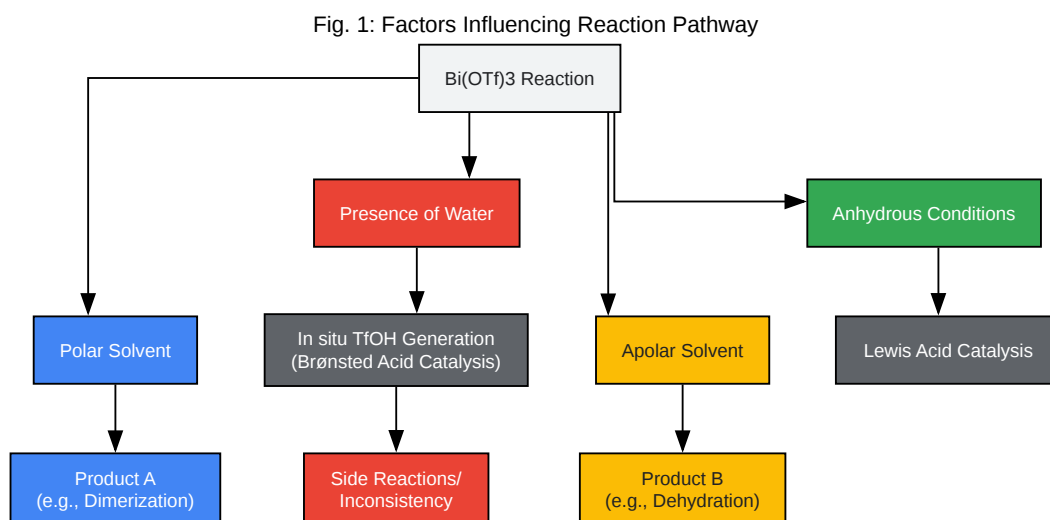 Fig. 1: Factors Influencing Reaction Pathway
Bi(OTf)3 Reaction
Presence of Water
Anhydrous Conditions
Polar Solvent
In situ TfOH Generation
(Brønsted Acid Catalysis)
Apolar Solvent
Lewis Acid Catalysis
Product A
(e.g., Dimerization)
Side Reactions/
Inconsistency
Product B
(e.g., Dehydration)